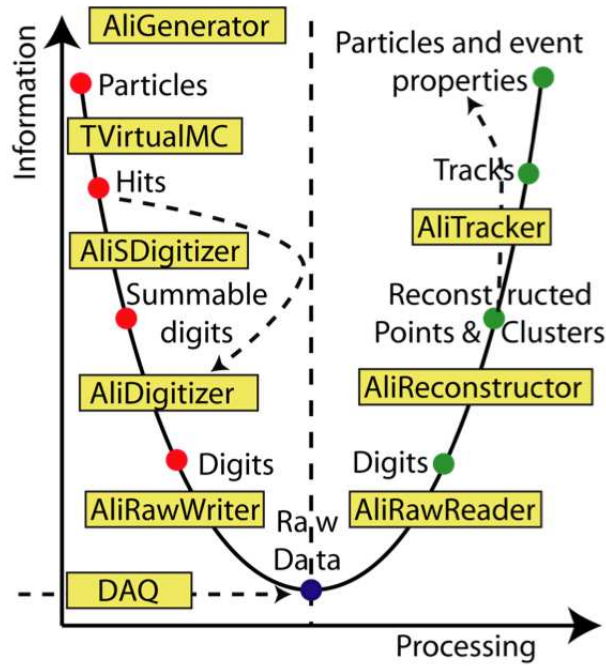 AliGenerator
Information
Particles
TVirtualMC
Hits
AliSDigitizer
Summable
digits
AliDigitizer
Digits
AliRawWriter
Raw
Data
DAQ
Particles and event
properties
Tracks
AliTracker
Reconstructed
Points & Clusters
AliReconstructor
Digits
AliRawReader
Processing